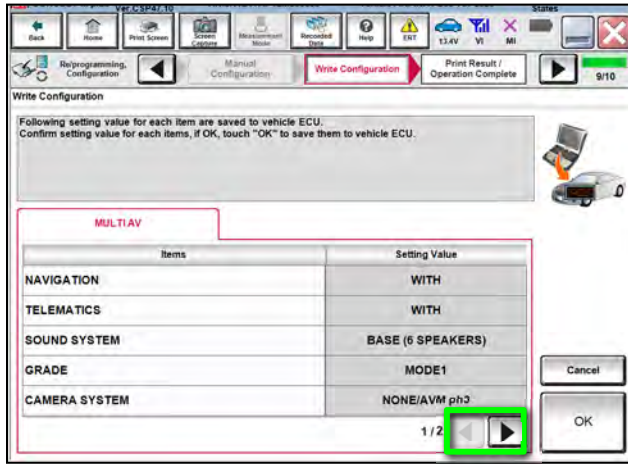 Ver.CSP47.10
States
Back
Home
Print Screen
Screen
Capture
Measurement
Mode
Recorded
Data
Help
ERT
13.4V
VI
MI
Re/programming,
Configuration
Manual
Configuration
Write Configuration
Print Result /
Operation Complete
9/10
Write Configuration
Following setting value for each item are saved to vehicle ECU.
Confirm setting value for each items, if OK, touch "OK" to save them to vehicle ECU.
MULTI AV
Items Setting Value
NAVIGATION WITH
TELEMATICS WITH
SOUND SYSTEM BASE (6 SPEAKERS)
GRADE MODE1
CAMERA SYSTEM NONE/AVM ph3
1/2
Cancel
OK